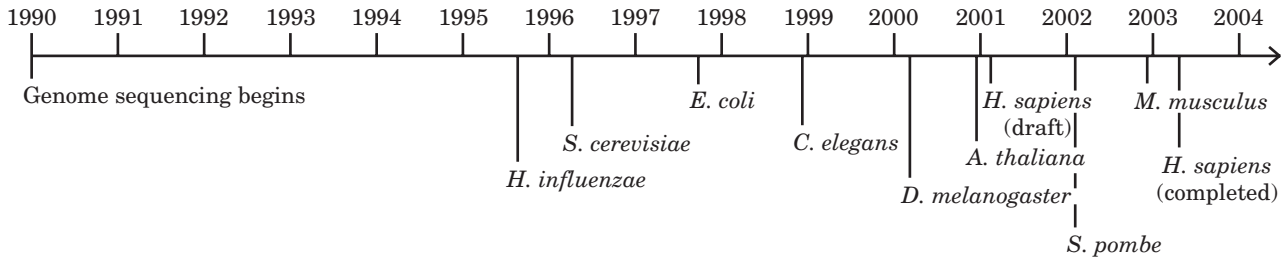 1990 1991 1992 1993 1994 1995 1996 1997 1998 1999 2000 2001 2002 2003 2004
Genome sequencing begins
E. coli
H. sapiens
(draft)
M. musculus
S. cerevisiae
C. elegans
A. thaliana
H. influenzae
D. melanogaster
H. sapiens
(completed)
S. pombe